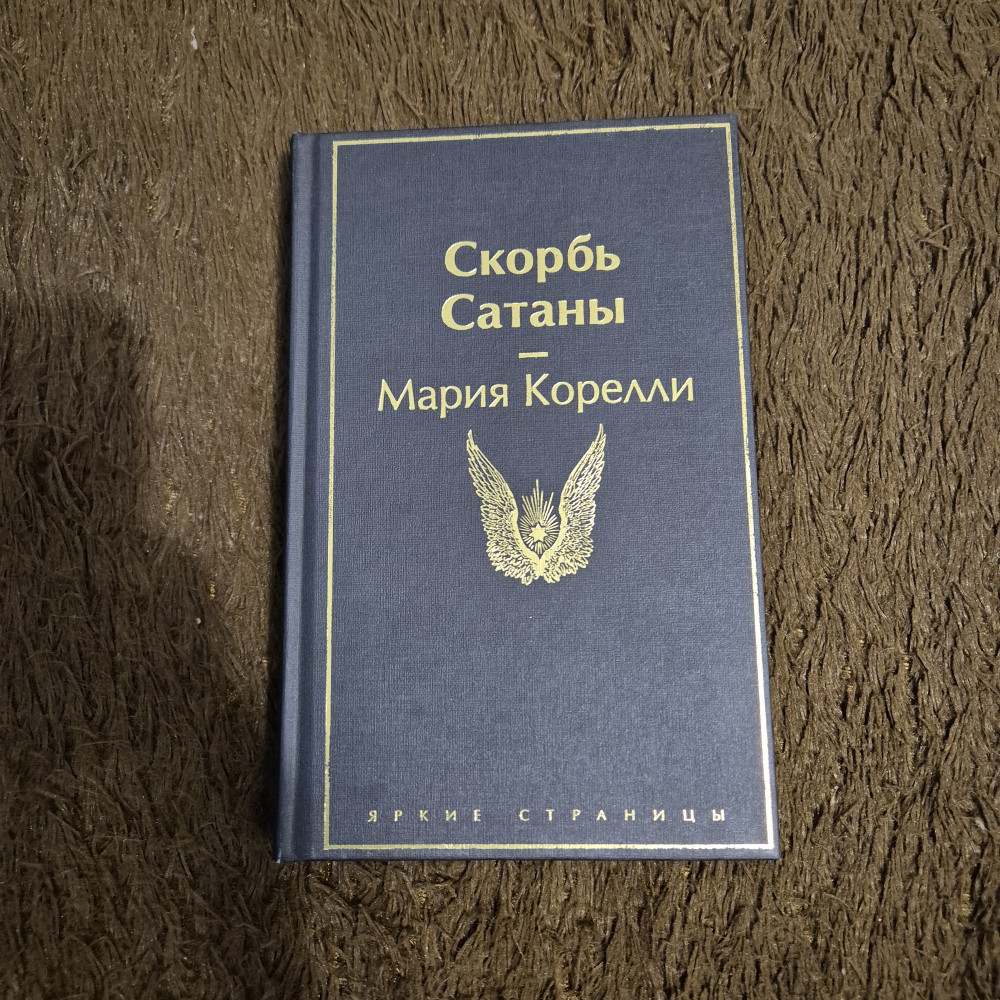 Скорбь
Сатаны
—
Мария Корелли
ЯРКИЕ СТРАНИЦЫ